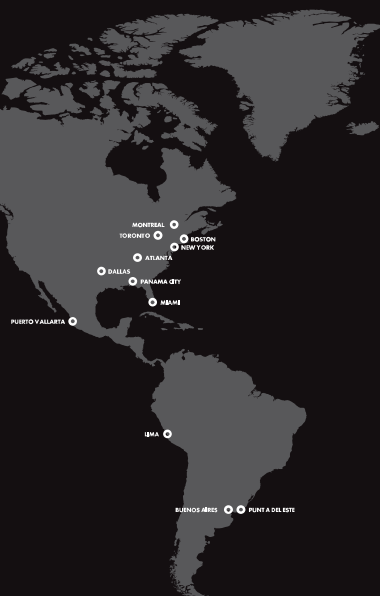 MONTREAL
TORONTO
BOSTON
NEW YORK
ATLANTA
DALLAS
PANAMA CITY
MIAMI
PUERTO VALLARTA
LIMA
BUENOS AIRES
PUNTA DEL ESTE